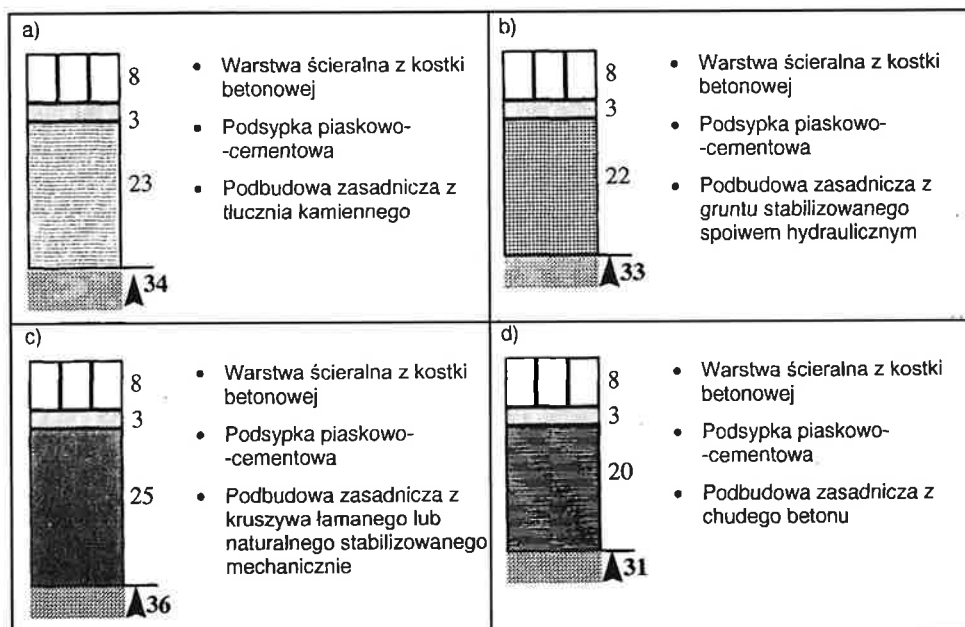 a)
8
3
23
34
• Warstwa ścieralna z kostki
betonowej
• Podsypka piaskowo-
-cementowa
• Podbudowa zasadnicza z
tłucznia kamiennego
b)
8
3
22
33
• Warstwa ścieralna z kostki
betonowej
• Podsypka piaskowo-
-cementowa
• Podbudowa zasadnicza z
gruntu stabilizowanego
spoiwem hydraulicznym
c)
8
3
25
36
• Warstwa ścieralna z kostki
betonowej
• Podsypka piaskowo-
-cementowa
• Podbudowa zasadnicza z
kruszywa łamanego lub
naturalnego stabilizowanego
mechanicznie
d)
8
3
20
31
• Warstwa ścieralna z kostki
betonowej
• Podsypka piaskowo-
-cementowa
• Podbudowa zasadnicza z
chudego betonu